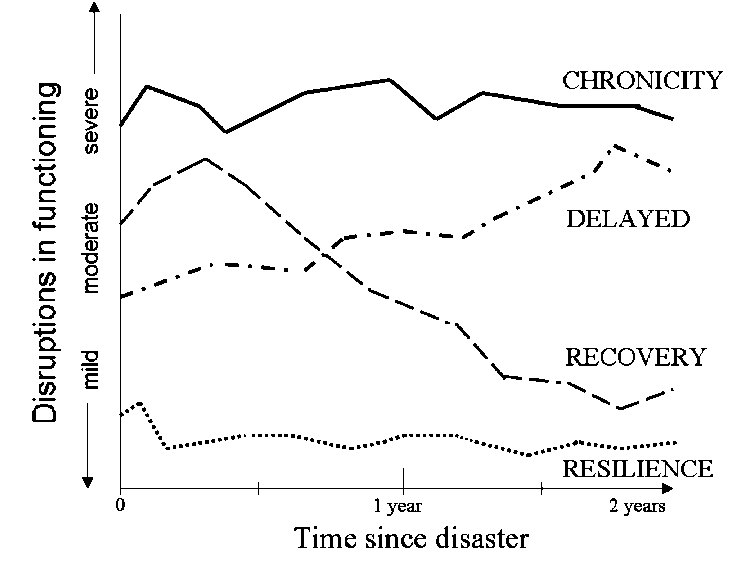 CHRONICITY
DELAYED
RECOVERY
RESILIENCE
Disruptions in functioning
severe
moderate
mild
0
1 year
2 years
Time since disaster